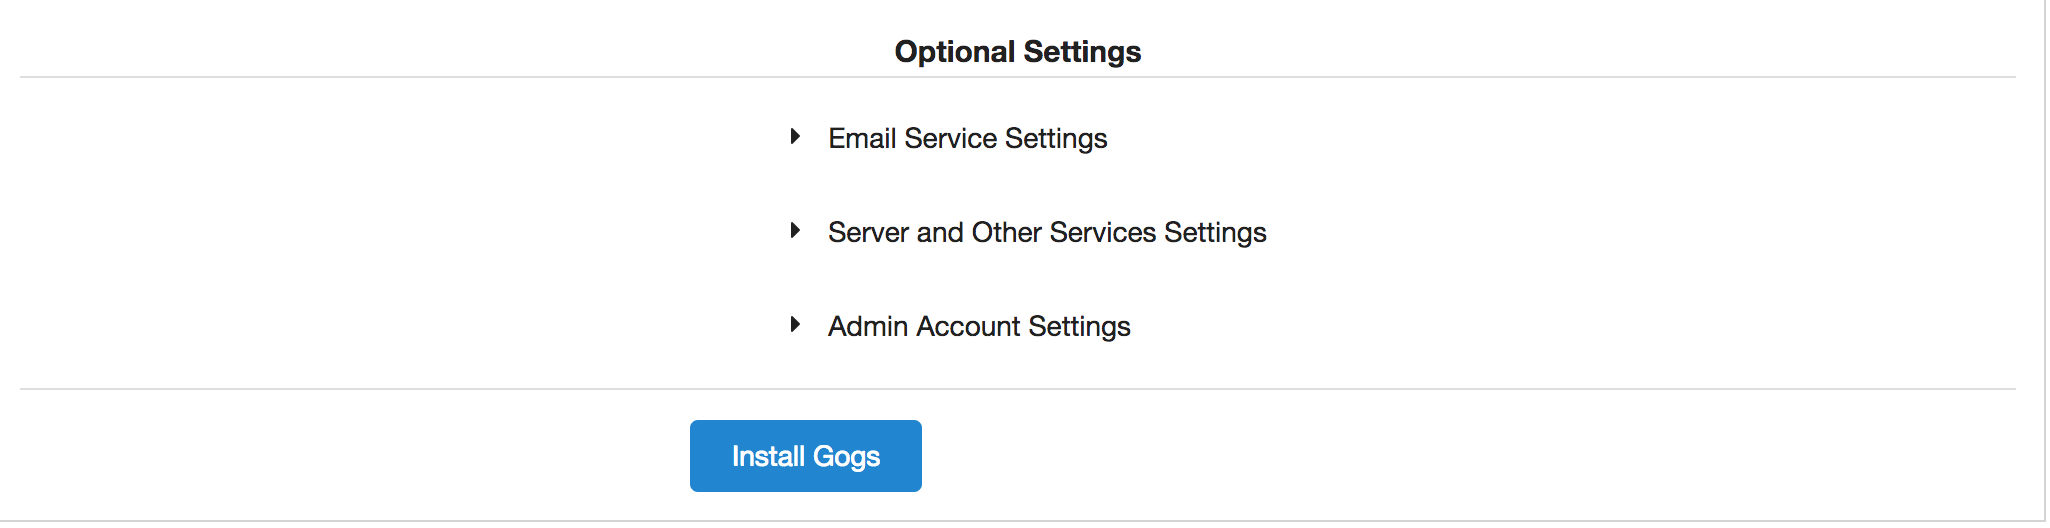 Optional Settings
Email Service Settings
Server and Other Services Settings
Admin Account Settings
Install Gogs